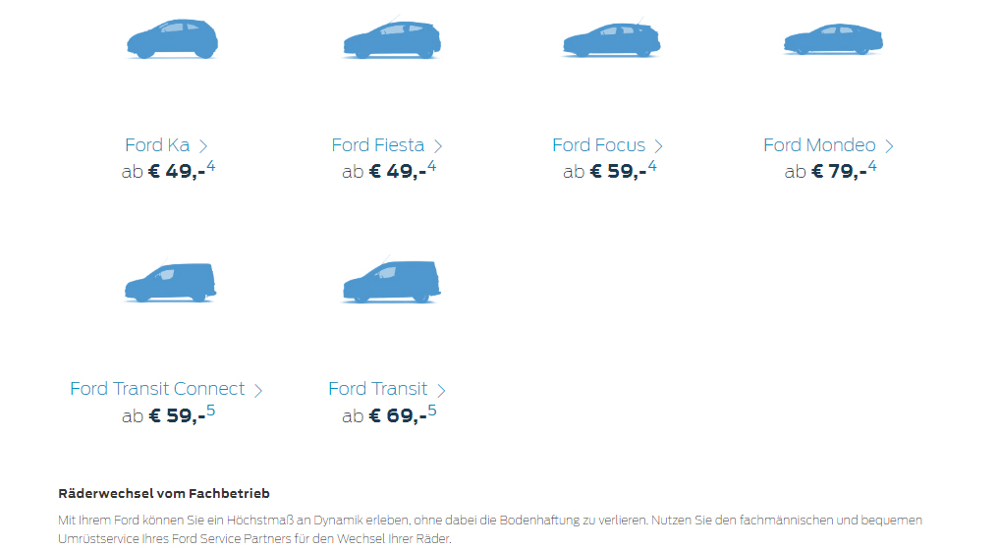 Ford Ka Ford Fiesta Ford Focus Ford Mondeo
ab € 49,-4 ab € 49,-4 ab € 59,-4 ab € 79,-4
Ford Transit Connect Ford Transit
ab € 59,-5 ab € 69,-5
Räderwechsel vom Fachbetrieb
Mit Ihrem Ford können Sie ein Höchstmaß an Dynamik erleben, ohne dabei die Bodenhaftung zu verlieren. Nutzen Sie den fachmännischen und bequemen
Umrüstservice Ihres Ford Service Partners für den Wechsel Ihrer Räder.